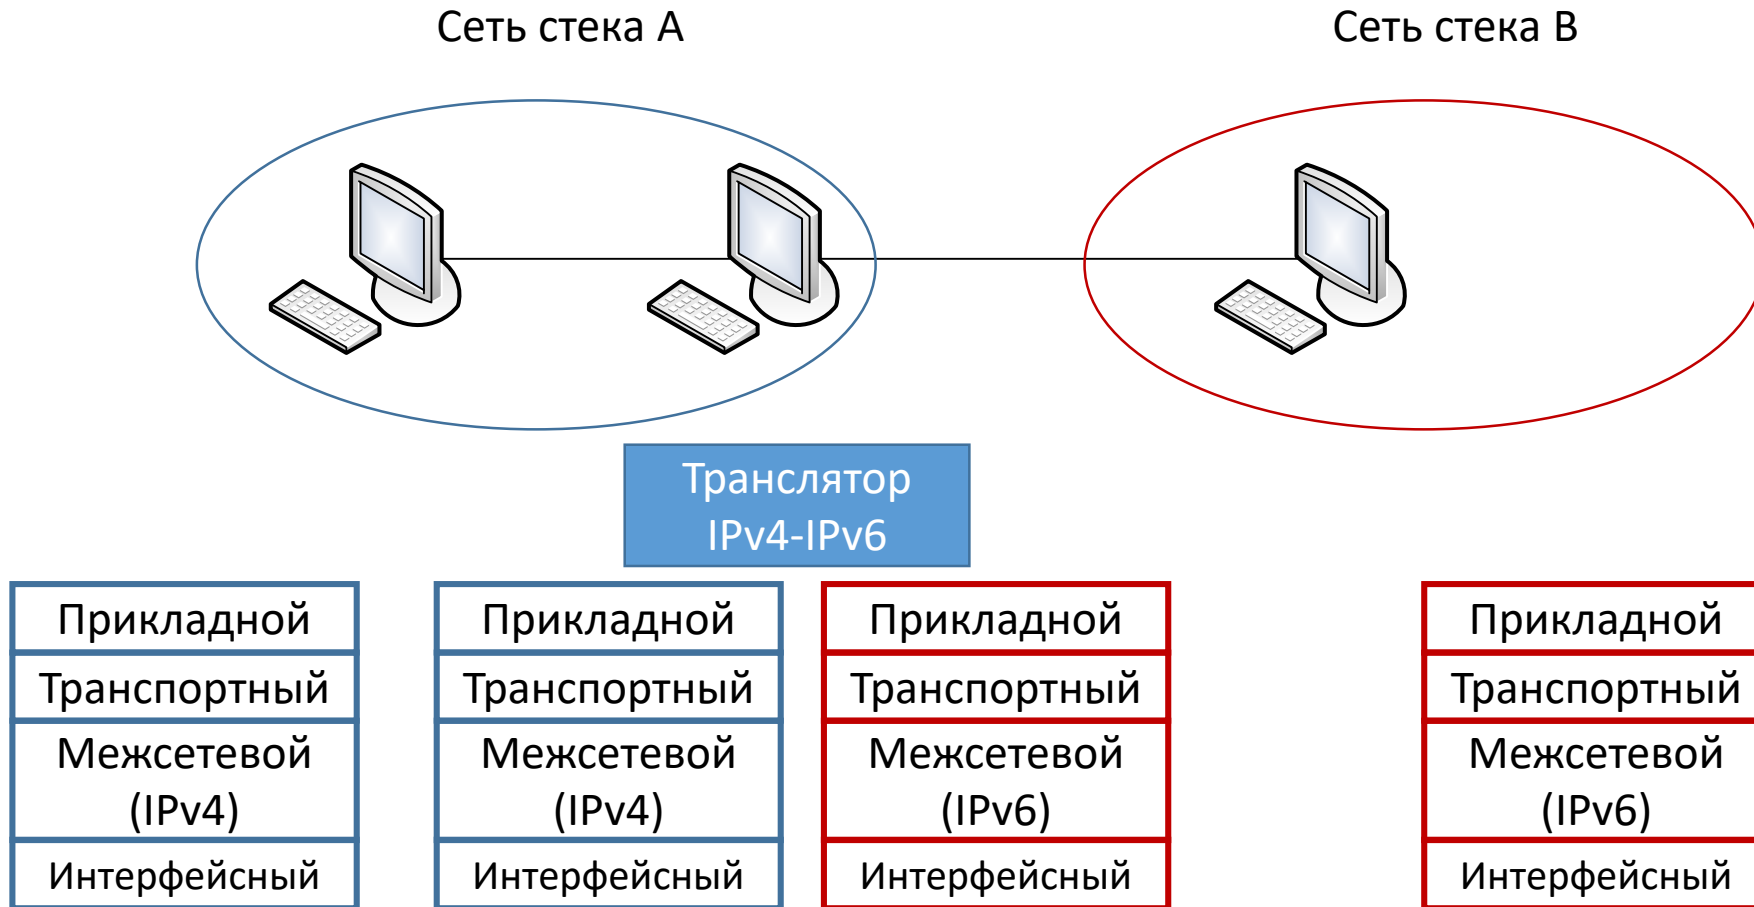 Сеть стека А
Сеть стека В
Транслятор
IPv4-IPv6
Прикладной
Транспортный
Межсетевой
(IPv4)
Интерфейсный
Прикладной
Транспортный
Межсетевой
(IPv4)
Интерфейсный
Прикладной
Транспортный
Межсетевой
(IPv6)
Интерфейсный
Прикладной
Транспортный
Межсетевой
(IPv6)
Интерфейсный